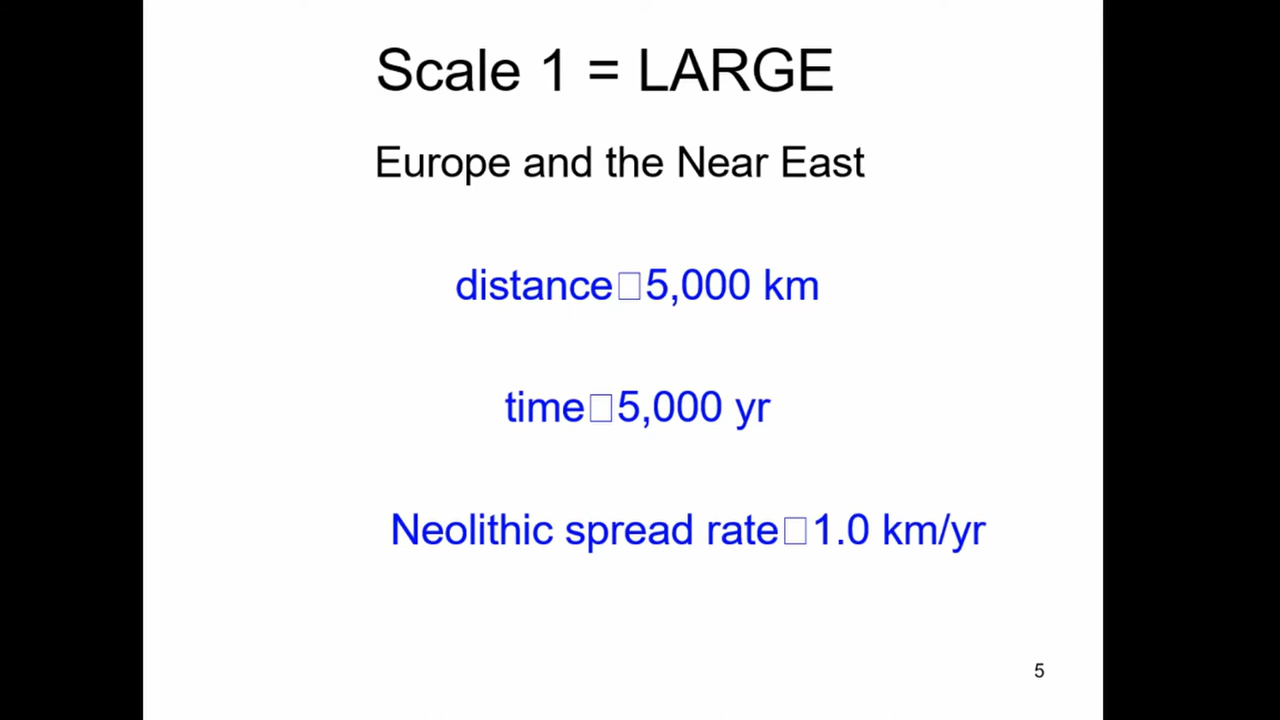 Scale 1 = LARGE
Europe and the Near East
distance□5,000 km
time□5,000 yr
Neolithic spread rate□1.0 km/yr
5